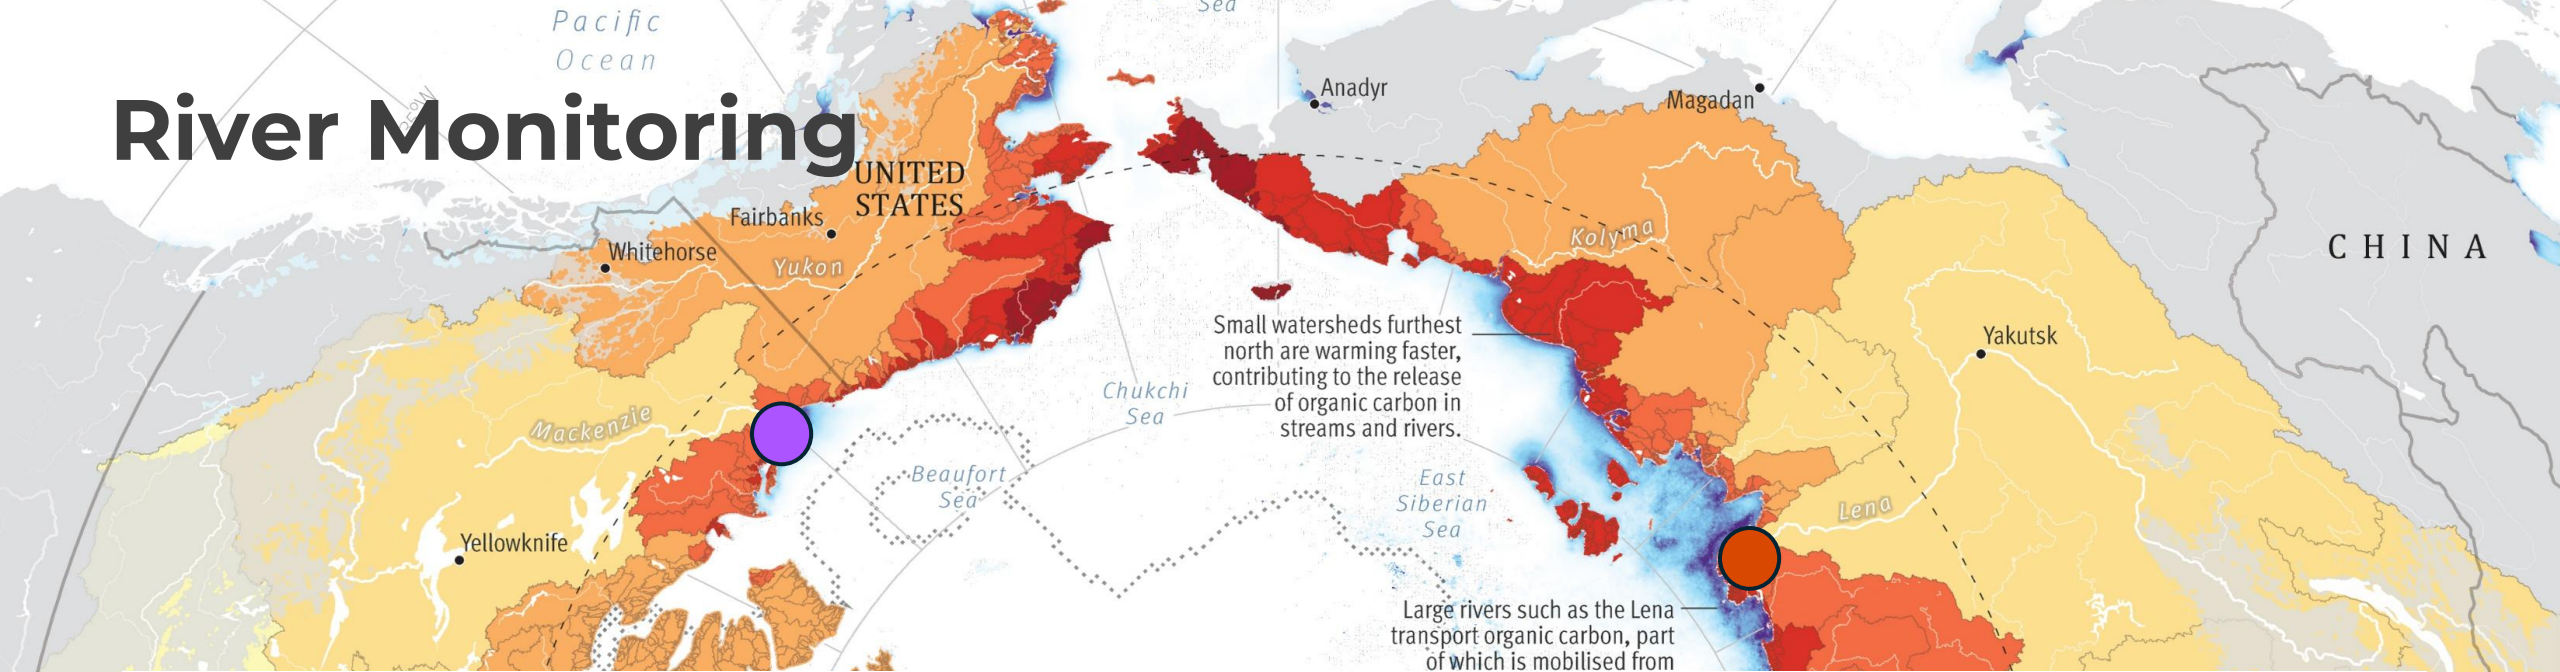 Pacific
Ocean
Sea
River Monitoring
Anadyr
Magadan
UNITED
STATES
Fairbanks
Whitehorse
Yukon
Kolyma
CHINA
Small watersheds furthest
north are warming faster,
contributing to the release
of organic carbon in
streams and rivers.
Yakutsk
Chukchi
Sea
Mackenzie
Beaufort
Sea
East
Siberian
Sea
Lena
Yellowknife
Large rivers such as the Lena
transport organic carbon, part
of which is mobilised from